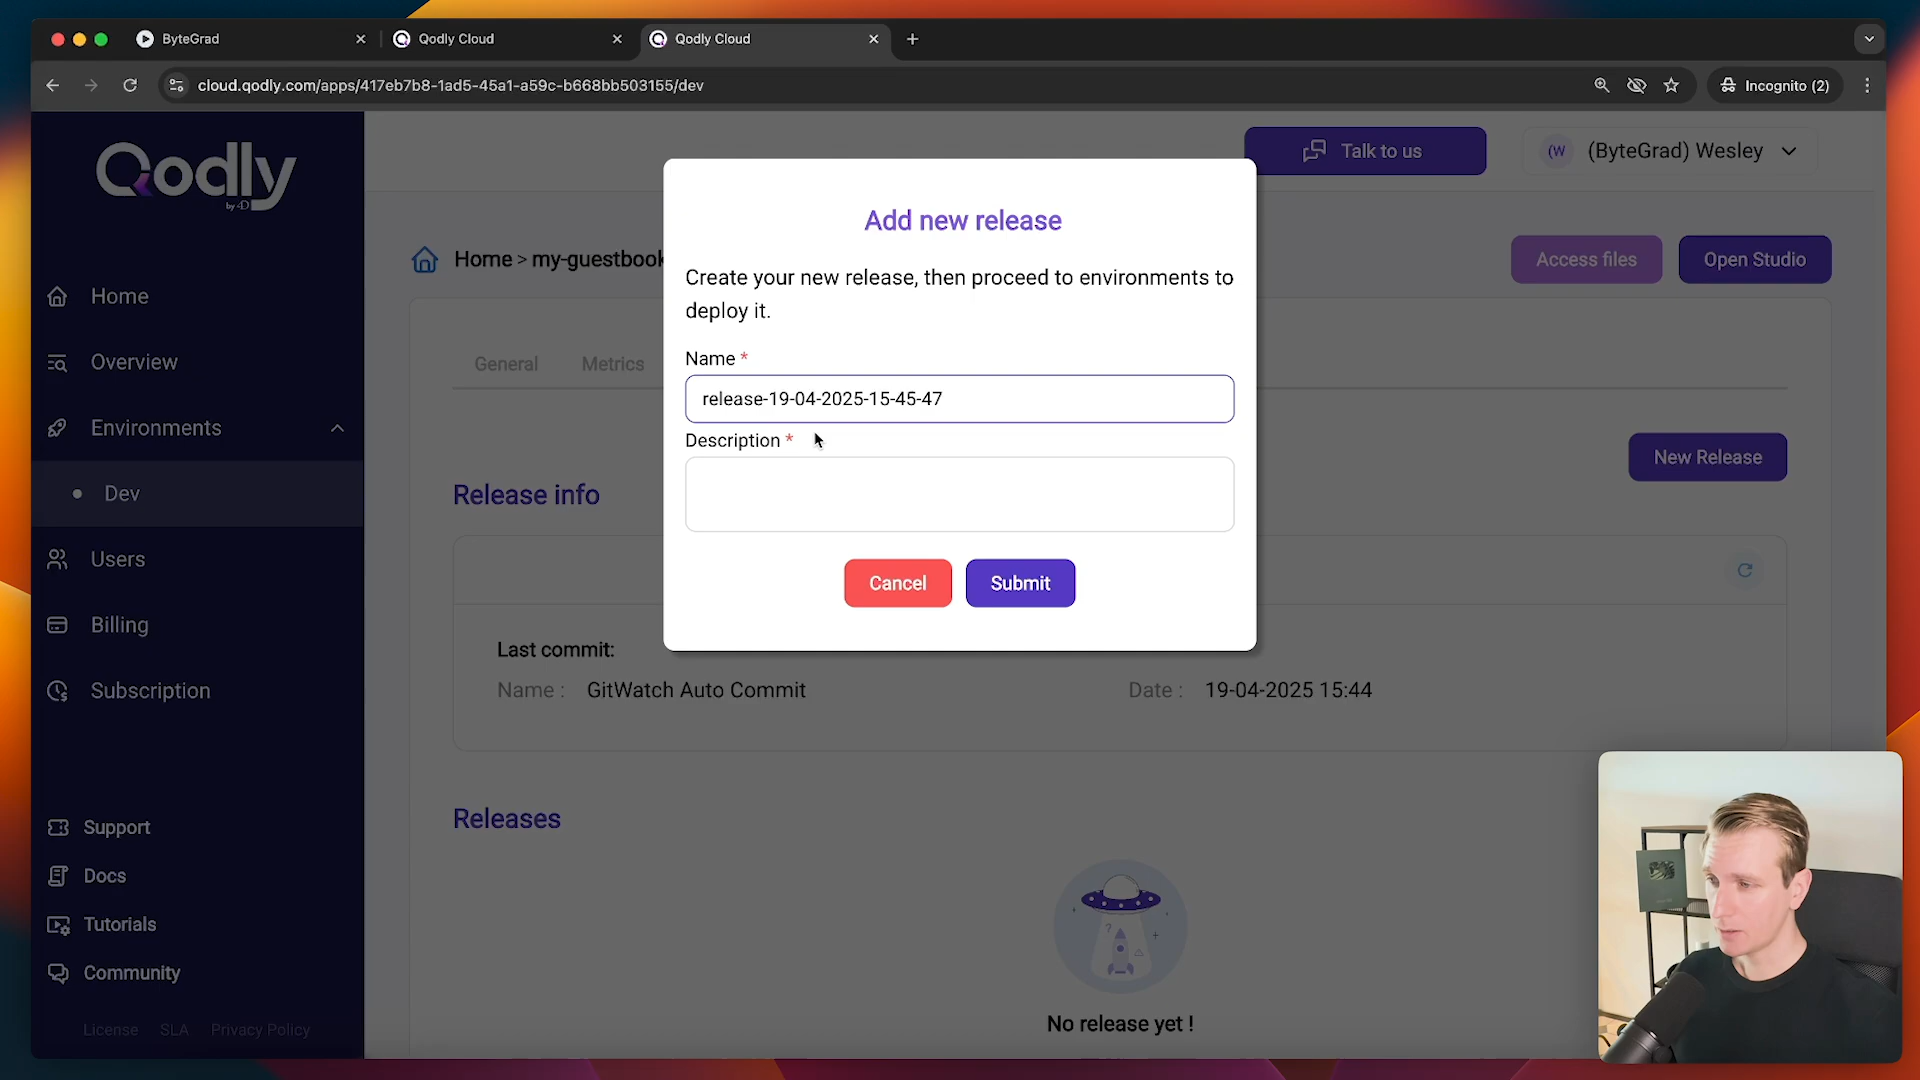 ByteGrad
Qodly Cloud
Qodly Cloud
cloud.qodly.com/apps/417eb7b8-1ad5-45a1-a59c-b668bb503155/dev
Incognito (2)
Qodly
by 4D
Talk to us
(W
(ByteGrad) Wesley
Home > my-guestbook
Access files
Open Studio
Home
Overview
Environments
Dev
Users
Billing
Subscription
Support
Docs
Tutorials
Community
License SLA Privacy Policy
General
Metrics
Add new release
Create your new release, then proceed to environments to
deploy it.
Name *
release-19-04-2025-15-45-47
Description *
Cancel
Submit
New Release
Release info
Last commit:
Name : GitWatch Auto Commit
Date : 19-04-2025 15:44
Releases
No release yet !